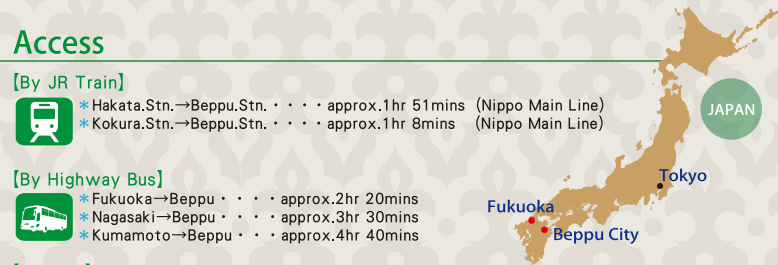 Access
【By JR Train】
*Hakata.Stn.→Beppu.Stn.・・・・approx.1hr 51mins (Nippo Main Line)
*Kokura.Stn.→Beppu.Stn.・・・・approx.1hr 8mins (Nippo Main Line)
JAPAN
【By Highway Bus】
*Fukuoka→Beppu・・・・approx.2hr 20mins
*Nagasaki→Beppu・・・approx.3hr 30mins
*Kumamoto→Beppu・・・approx.4hr 40mins
Tokyo
Fukuoka
Beppu City